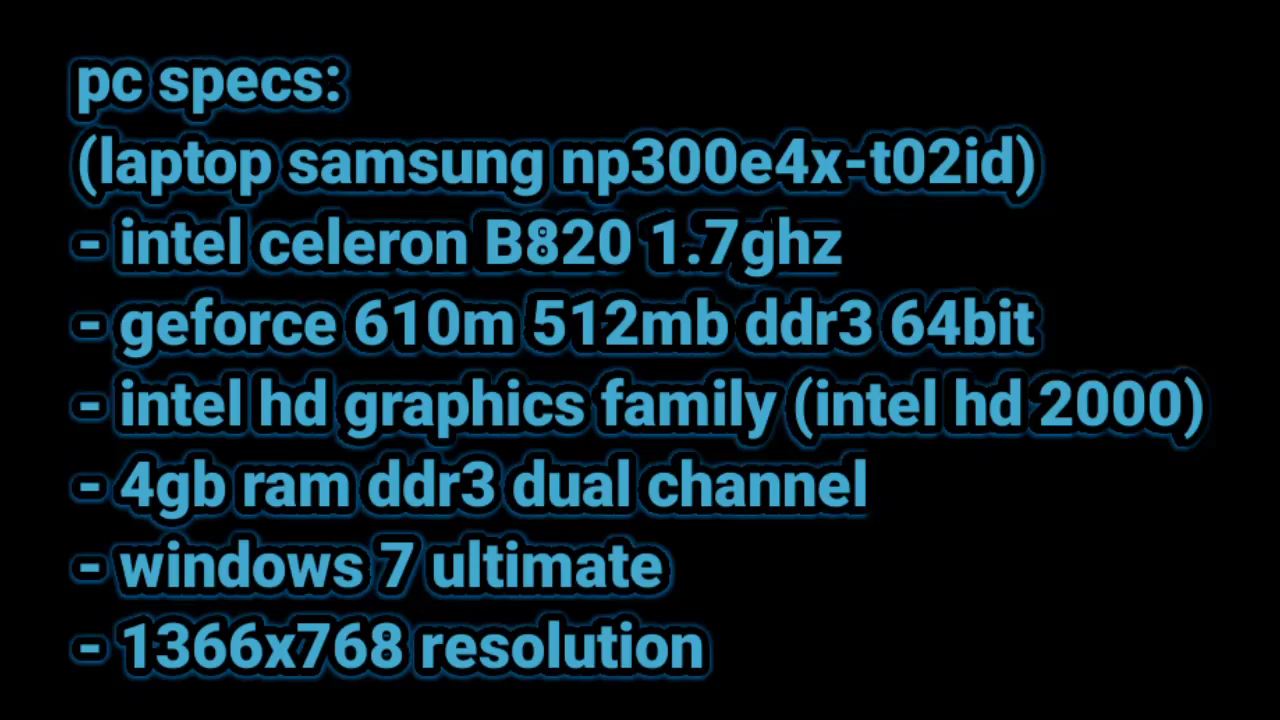 pc specs:
(laptop samsung np300e4x-t02id)
- intel celeron B820 1.7ghz
- geforce 610m 512mb ddr3 64bit
- intel hd graphics family (intel hd 2000)
- 4gb ram ddr3 dual channel
- windows 7 ultimate
- 1366x768 resolution